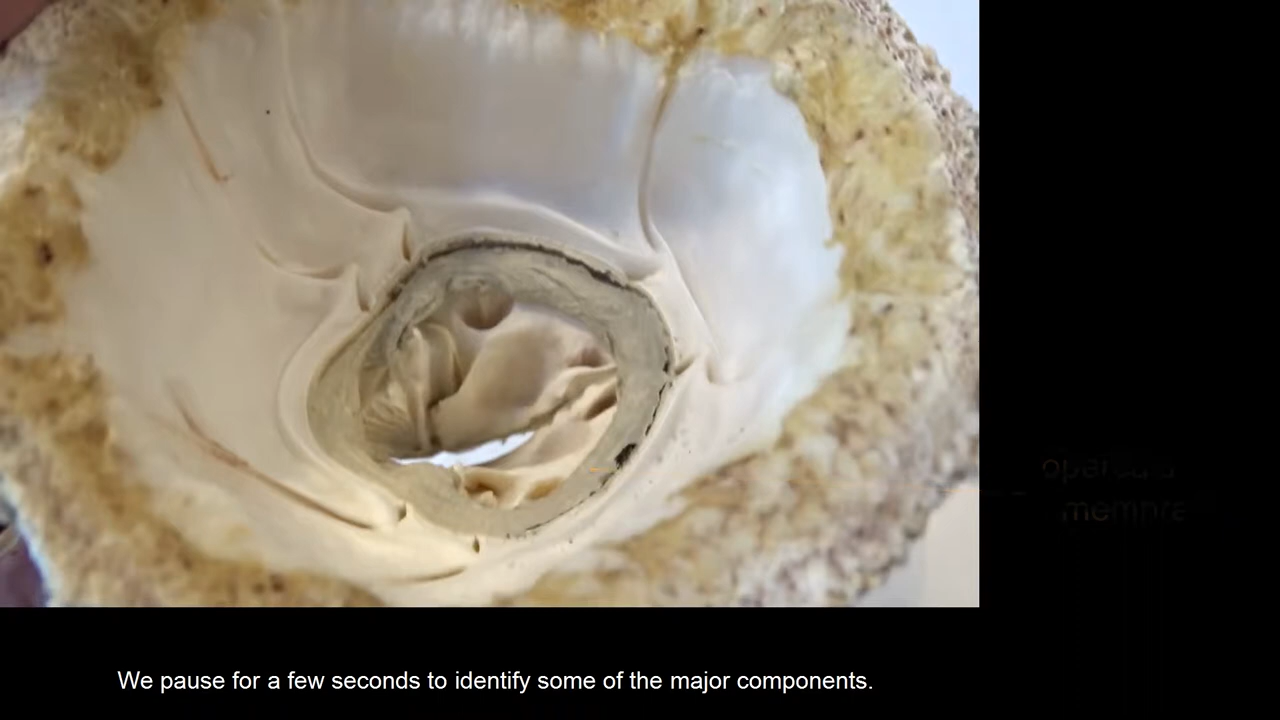 We pause for a few seconds to identify some of the major components.